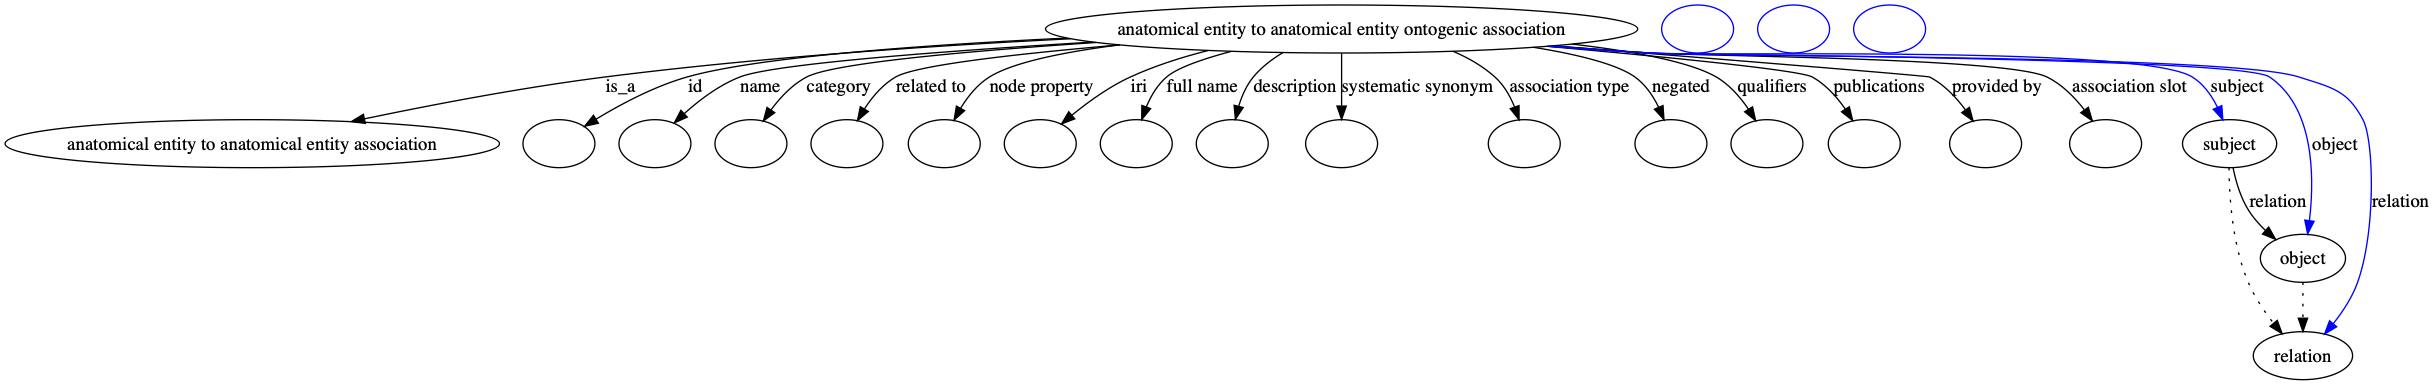 anatomical entity to anatomical entity ontogenic association
is_a
id
name
category
related to
node property
iri
full name
description
systematic synonym
association type
negated
qualifiers
publications
provided by
association slot
subject
anatomical entity to anatomical entity association
subject
object
relation
relation
object
relation